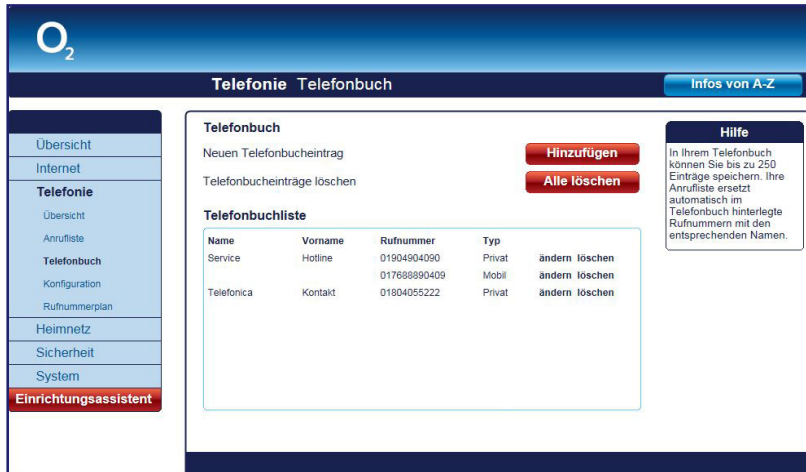 O2
Telefonie Telefonbuch
Infos von A-Z
Übersicht
Internet
Telefonie
Übersicht
Anrufliste
Telefonbuch
Konfiguration
Rufnummerplan
Heimnetz
Sicherheit
System
Einrichtungsassistent
Telefonbuch
Neuen Telefonbucheintrag
Hinzufügen
Telefonbucheinträge löschen
Alle löschen
Telefonbuchliste
Name Vorname Rufnummer Typ
Service Hotline 01904904090 Privat ändern löschen
017688890409 Mobil ändern löschen
Telefonica Kontakt 01804055222 Privat ändern löschen
Hilfe
In Ihrem Telefonbuch
können Sie bis zu 250
Einträge speichern. Ihre
Anrufliste ersetzt
automatisch im
Telefonbuch hinterlegte
Rufnummern mit den
entsprechenden Namen.